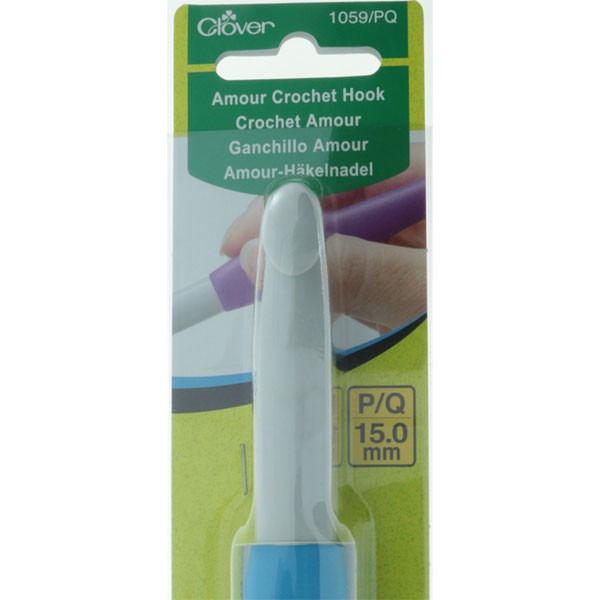 Clover 1059/PQ
Amour Crochet Hook
Crochet Amour
Ganchillo Amour
Amour-Häkelnadel
P/Q
15.0
mm